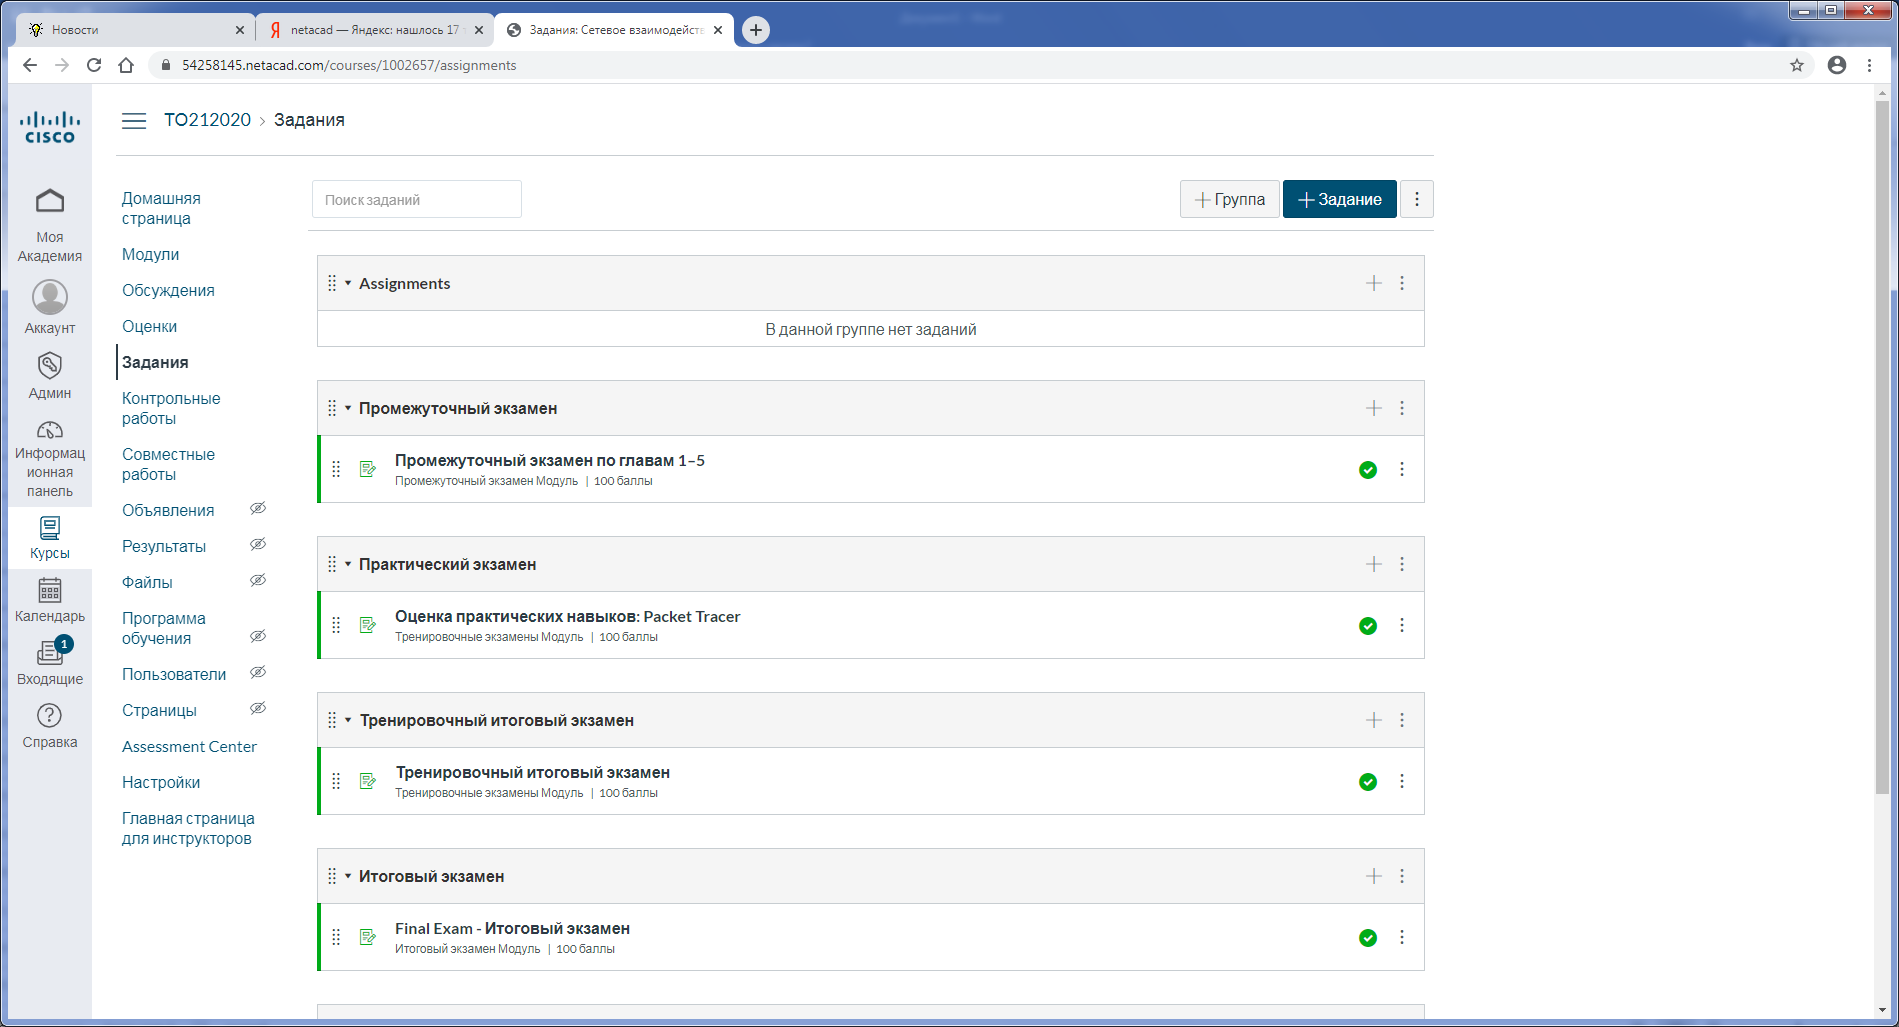 Новости
netacad — Яндекс: нашлось 17 т
Задания: Сетевое взаимодейств
54258145.netacad.com/courses/1002657/assignments
CISCO
TO212020 > Задания
Моя
Академия
Аккаунт
Админ
Информац
ионная
панель
Курсы
Календарь
1
Входящие
Справка
Домашняя
страница
Модули
Обсуждения
Оценки
Задания
Контрольные
работы
Совместные
работы
Объявления
Результаты
Файлы
Программа
обучения
Пользователи
Страницы
Assessment Center
Настройки
Главная страница
для инструкторов
Поиск заданий
+ Группа
+ Задание
Assignments
В данной группе нет заданий
Промежуточный экзамен
Промежуточный экзамен по главам 1–5
Промежуточный экзамен Модуль | 100 баллы
Практический экзамен
Оценка практических навыков: Packet Tracer
Тренировочные экзамены Модуль | 100 баллы
Тренировочный итоговый экзамен
Тренировочный итоговый экзамен
Тренировочные экзамены Модуль | 100 баллы
Итоговый экзамен
Final Exam - Итоговый экзамен
Итоговый экзамен Модуль | 100 баллы